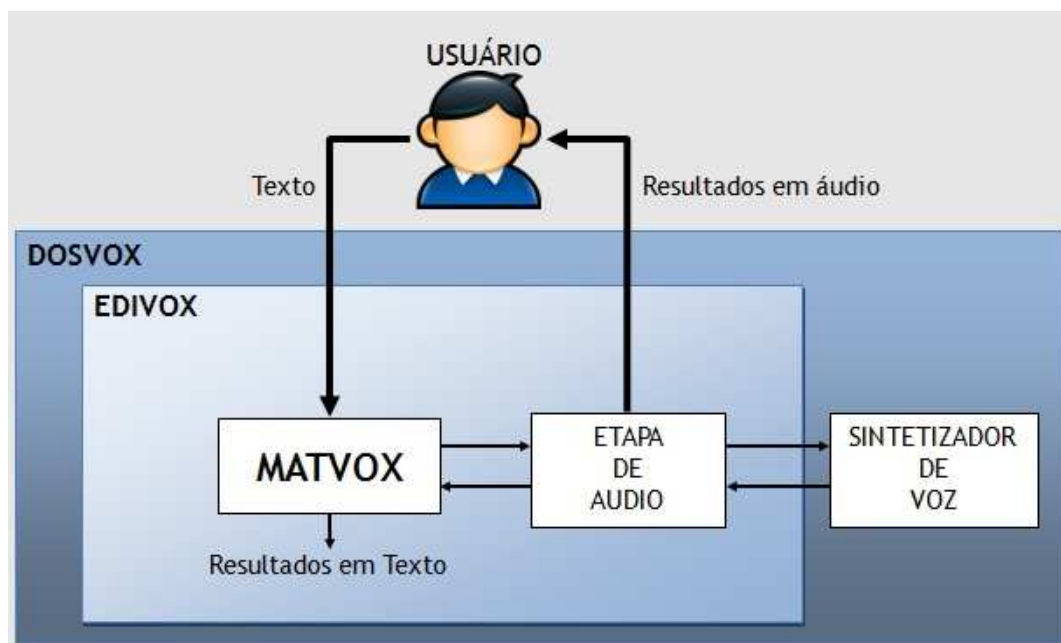 USUÁRIO
Texto
Resultados em áudio
DOSVOX
EDIVOX
MATVOX
ETAPA
DE
AUDIO
SINTETIZADOR
DE
VOZ
Resultados em Texto